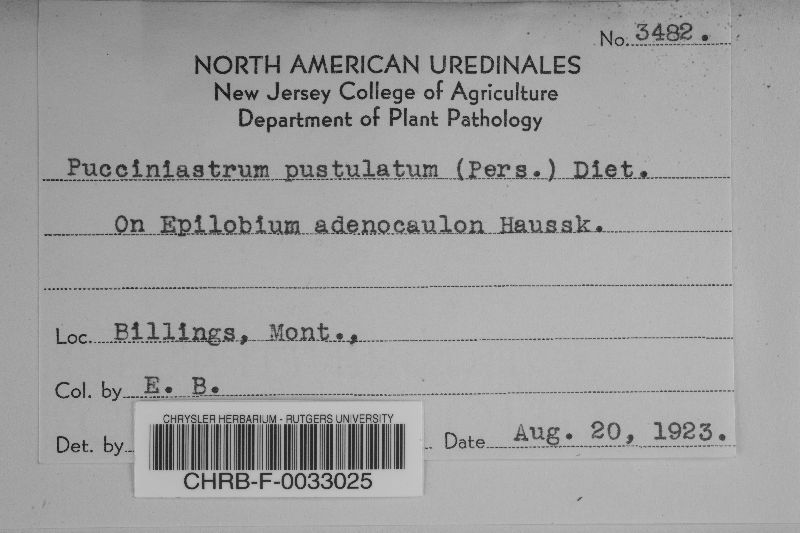 No. 3482.
NORTH AMERICAN UREDINALES
New Jersey College of Agriculture
Department of Plant Pathology
Pucciniastrum pustulatum (Pers.) Diet.
On Epilobium adenocaulon Haussk.
Loc. Billings, Mont.,
Col. by E. B.
Det. by Date Aug. 20, 1923.
CHRYSLER HERBARIUM - RUTGERS UNIVERSITY
CHRB-F-0033025